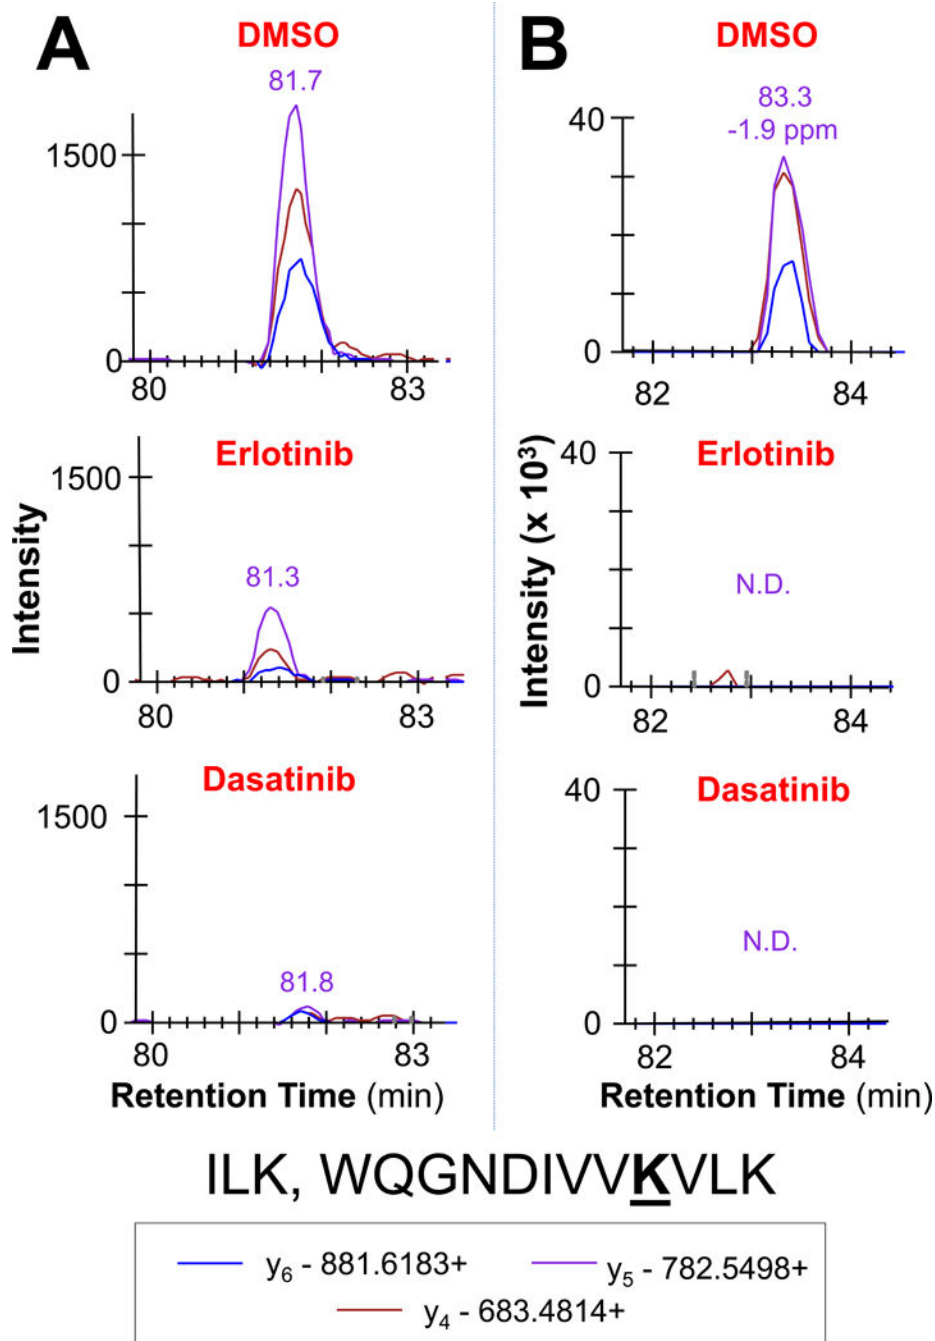 A
DMSO
81.7
1500
0
80
83
Erlotinib
1500
81.3
0
80
83
Dasatinib
1500
81.8
0
80
83
Intensity
Retention Time (min)
B
DMSO
40
83.3
-1.9 ppm
0
82
84
Erlotinib
40
N.D.
0
82
84
Dasatinib
40
N.D.
0
82
84
Intensity (x 10³)
Retention Time (min)
ILK, WQGNDIVVKVLK
y₆ - 881.6183+
y₅ - 782.5498+
y₄ - 683.4814+